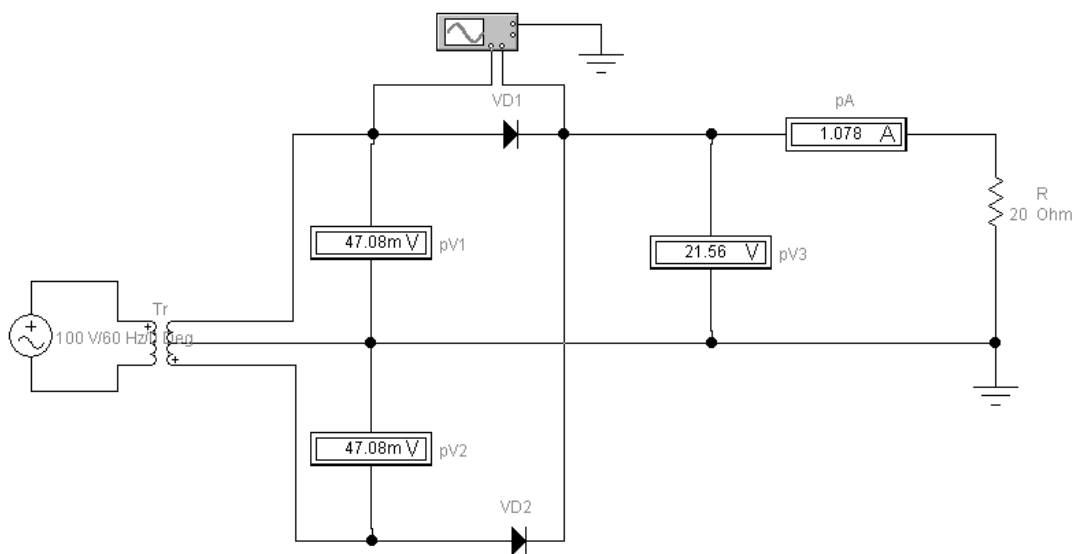 VD1
pA
1.078 A
R
20 Ohm
47.08m V
pV1
21.56 V
pV3
Tr
100 V/60 Hz/0 Deg
47.08m V
pV2
VD2